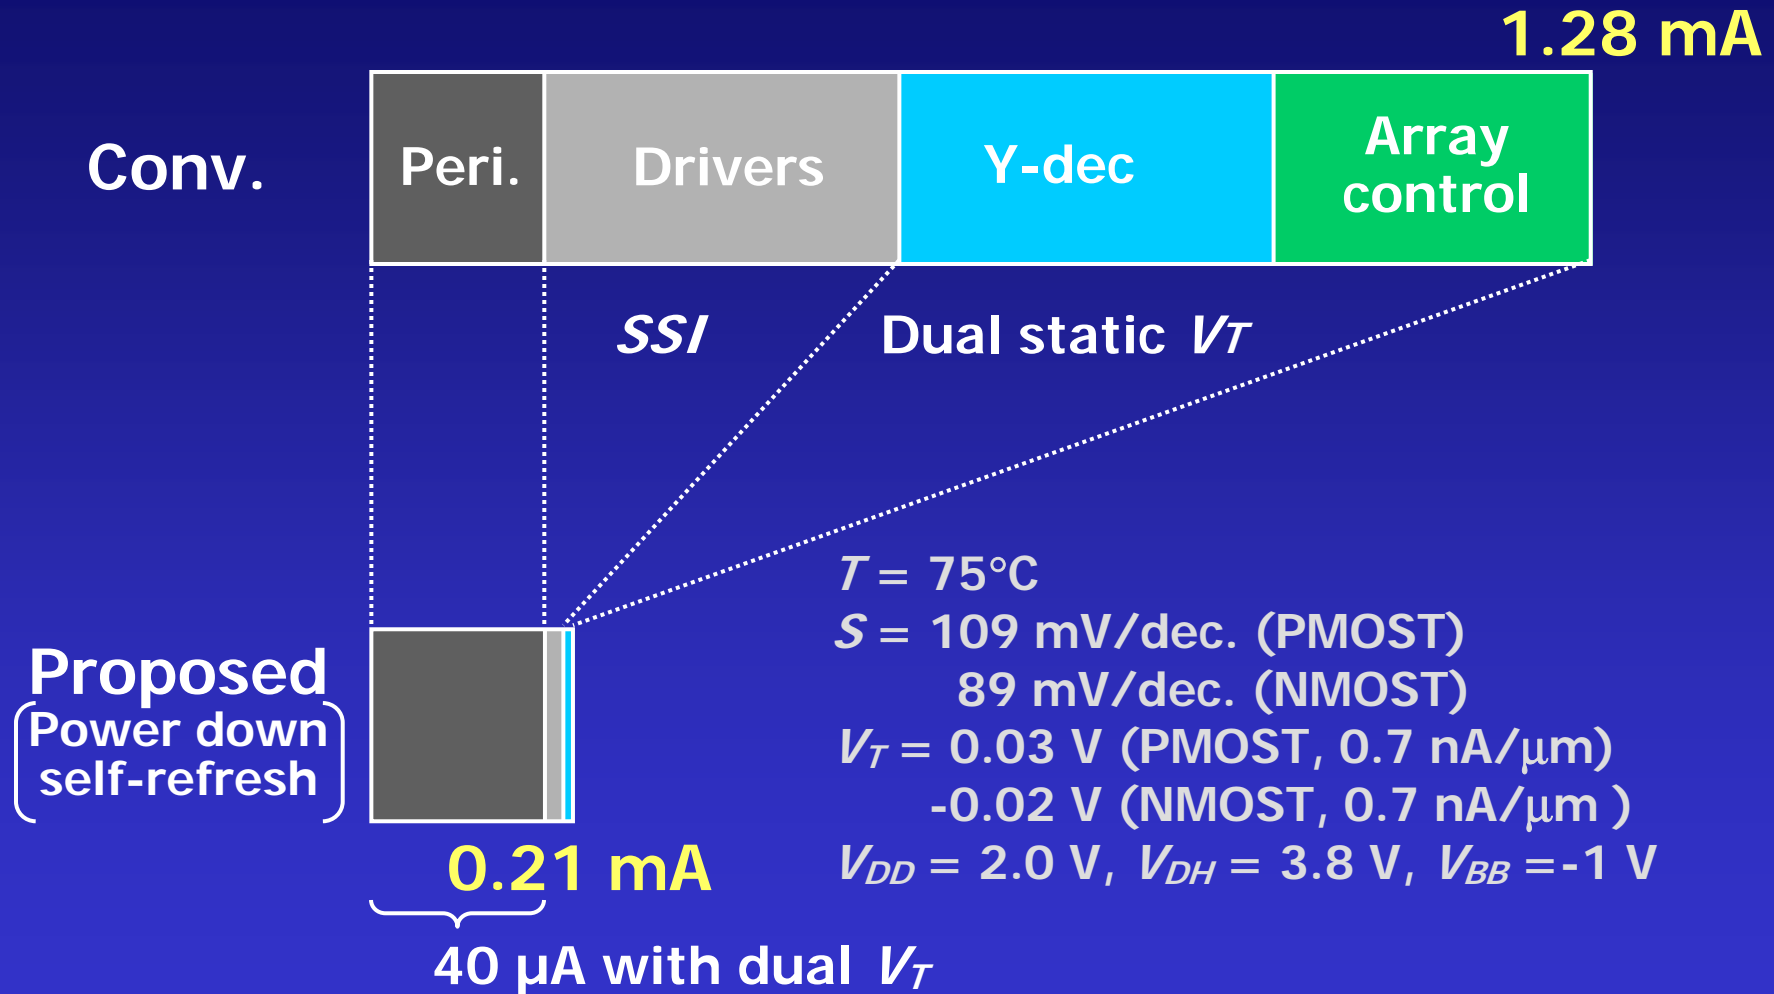 1.28 mA
Conv.
Peri.
Drivers
Y-dec
Array
control
SSI
Dual static VT
T = 75°C
S = 109 mV/dec. (PMOST)
89 mV/dec. (NMOST)
VT = 0.03 V (PMOST, 0.7 nA/μm)
-0.02 V (NMOST, 0.7 nA/μm )
VDD = 2.0 V, VDH = 3.8 V, VBB =-1 V
Proposed
Power down
self-refresh
0.21 mA
40 µA with dual VT